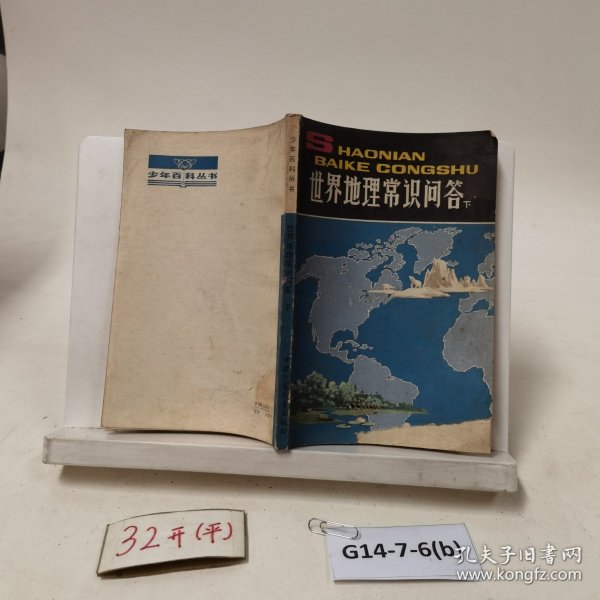 少年百科丛书
少年百科丛书
SHAONIAN
BAIKE CONGSHU
世界地理常识问答
下
32开(平)
G14-7-6(b)
孔夫子旧书网
www.kongfz.com